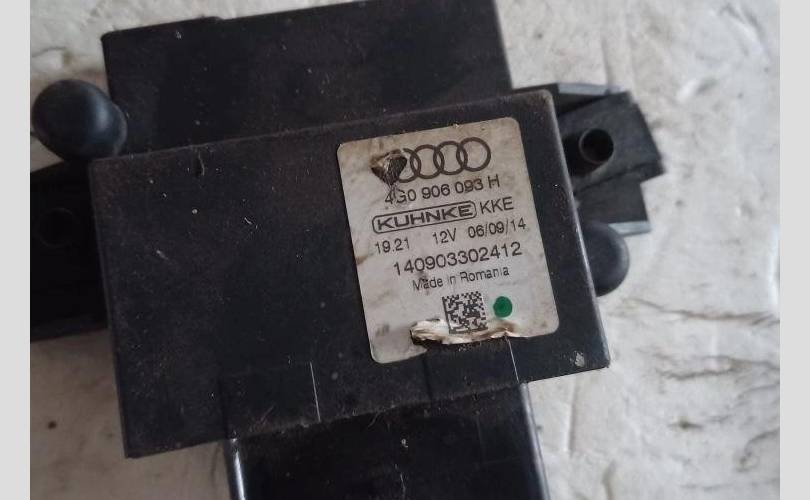 4G0 906 093 H
KUHNKE KKE
19.21 12V 06/09/14
140903302412
Made in Romania